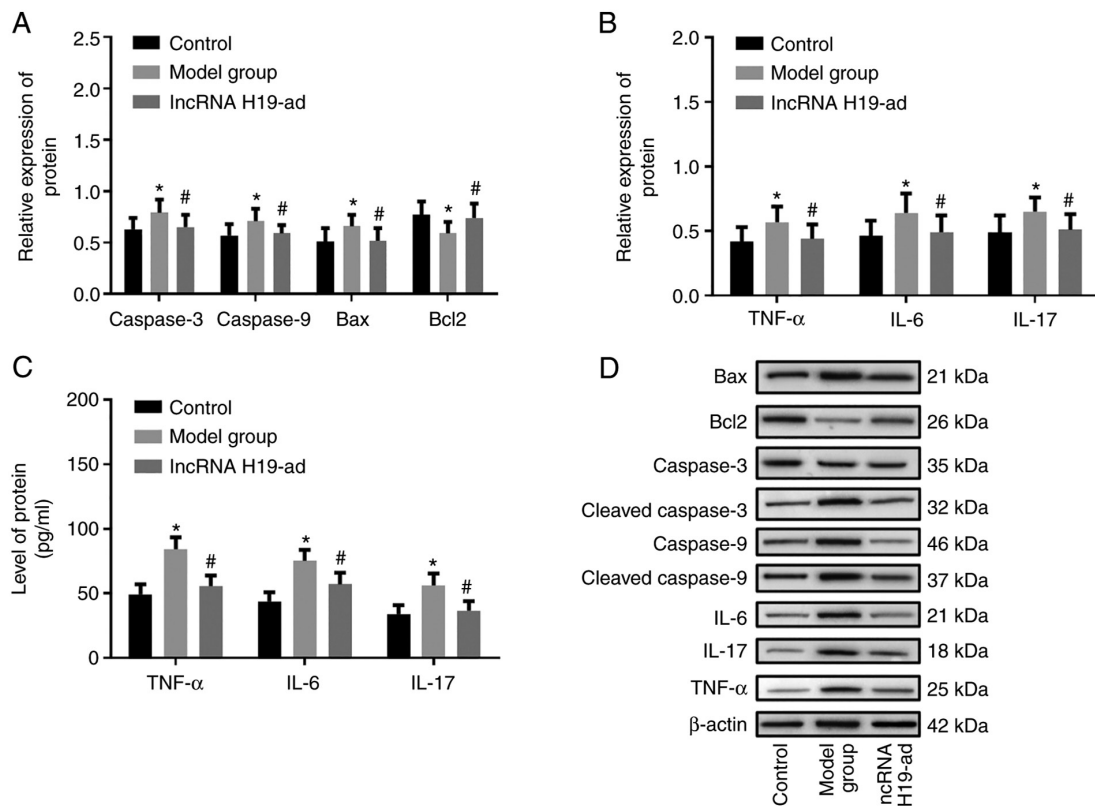 A
Relative expression of
protein
2.5
2.0
1.5
1.0
0.5
0.0
Control
Model group
lncRNA H19-ad
*
#
*
#
*
#
*
#
Caspase-3 Caspase-9 Bax Bcl2
B
Relative expression of
protein
2.0
1.5
1.0
0.5
0.0
Control
Model group
lncRNA H19-ad
*
#
*
#
*
#
TNF-α IL-6 IL-17
C
Level of protein
(pg/ml)
200
150
100
50
0
Control
Model group
lncRNA H19-ad
*
#
*
#
*
#
TNF-α IL-6 IL-17
D
Bax 21 kDa
Bcl2 26 kDa
Caspase-3 35 kDa
Cleaved caspase-3 32 kDa
Caspase-9 46 kDa
Cleaved caspase-9 37 kDa
IL-6 21 kDa
IL-17 18 kDa
TNF-α 25 kDa
β-actin 42 kDa
Control
Model
group
ncRNA
H19-ad